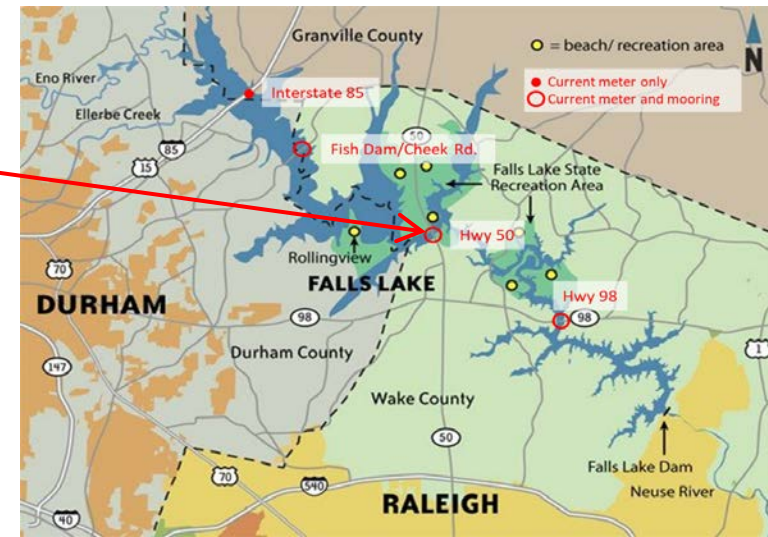 Granville County
= beach/ recreation area
N
Eno River
Interstate 85
Current meter only
Current meter and mooring
Ellerbe Creek
85
15
50
Fish Dam/Cheek Rd.
Falls Lake State
Recreation Area
Hwy 50
Rollingview
70
FALLS LAKE
Hwy 98
DURHAM
98
98
Durham County
1
147
Wake County
50
Falls Lake Dam
70
540
Neuse River
RALEIGH
40